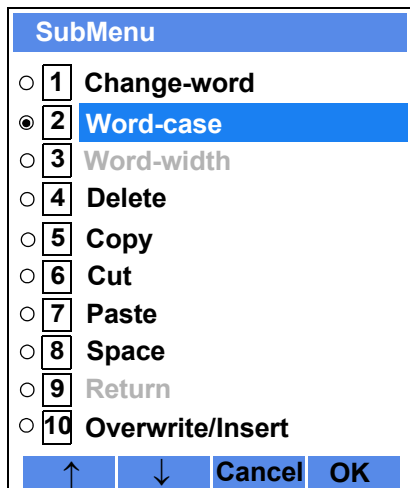 SubMenu
1 Change-word
2 Word-case
3 Word-width
4 Delete
5 Copy
6 Cut
7 Paste
8 Space
9 Return
10 Overwrite/Insert
↑ ↓ Cancel OK